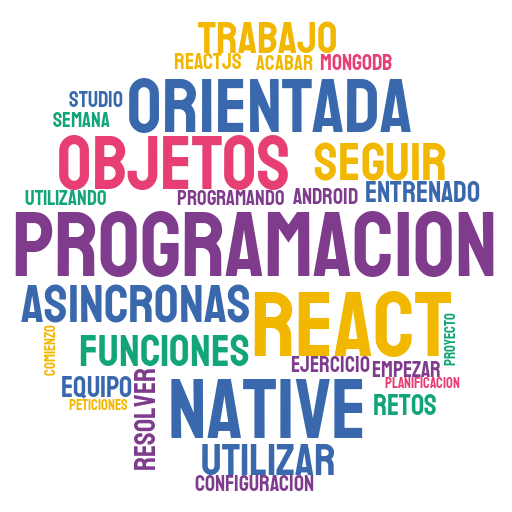 TRABAJO
REACTJS ACABAR MONGODB
STUDIO ORIENTADA
SEMANA
OBJETOS SEGUIR
UTILIZANDO PROGRAMANDO ANDROID ENTRENADO
PROGRAMACION
ASINCRONAS REACT
COMIENZO FUNCIONES PROYECTO
EJERCICIO EMPEZAR
EQUIPO NATIVE PLANIFICACION
PETICIONES RETOS
RESOLVER
UTILIZAR
CONFIGURACIÓN